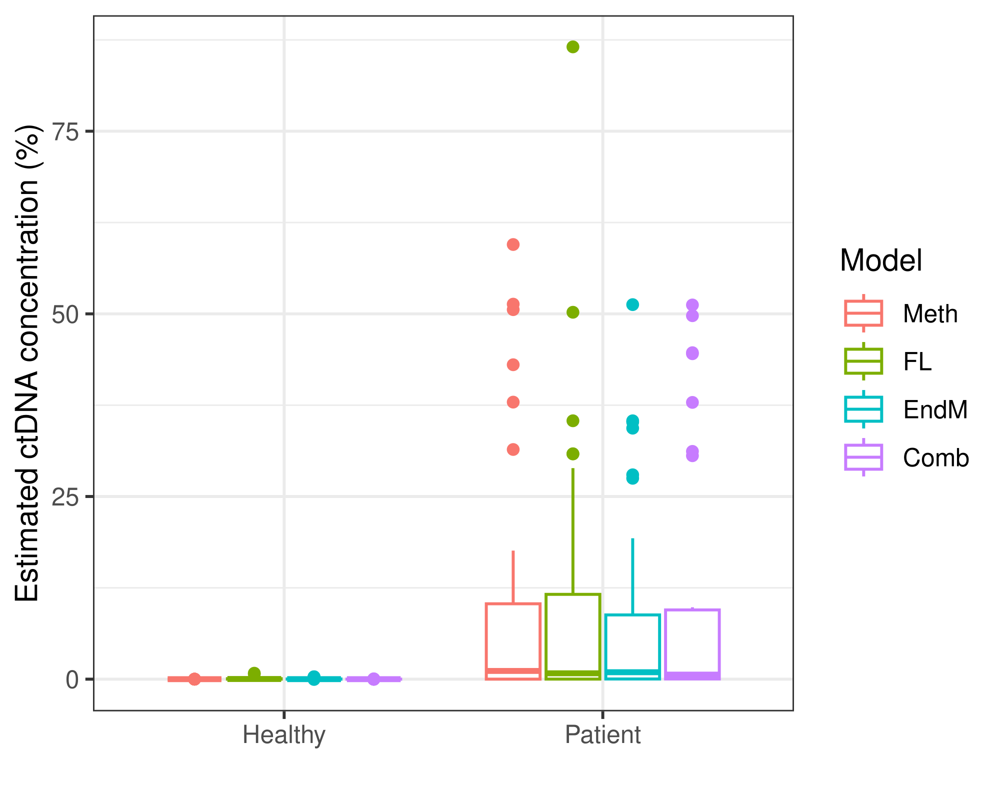 Estimated ctDNA concentration (%)
75
50
25
0
Healthy
Patient
Model
Meth
FL
EndM
Comb